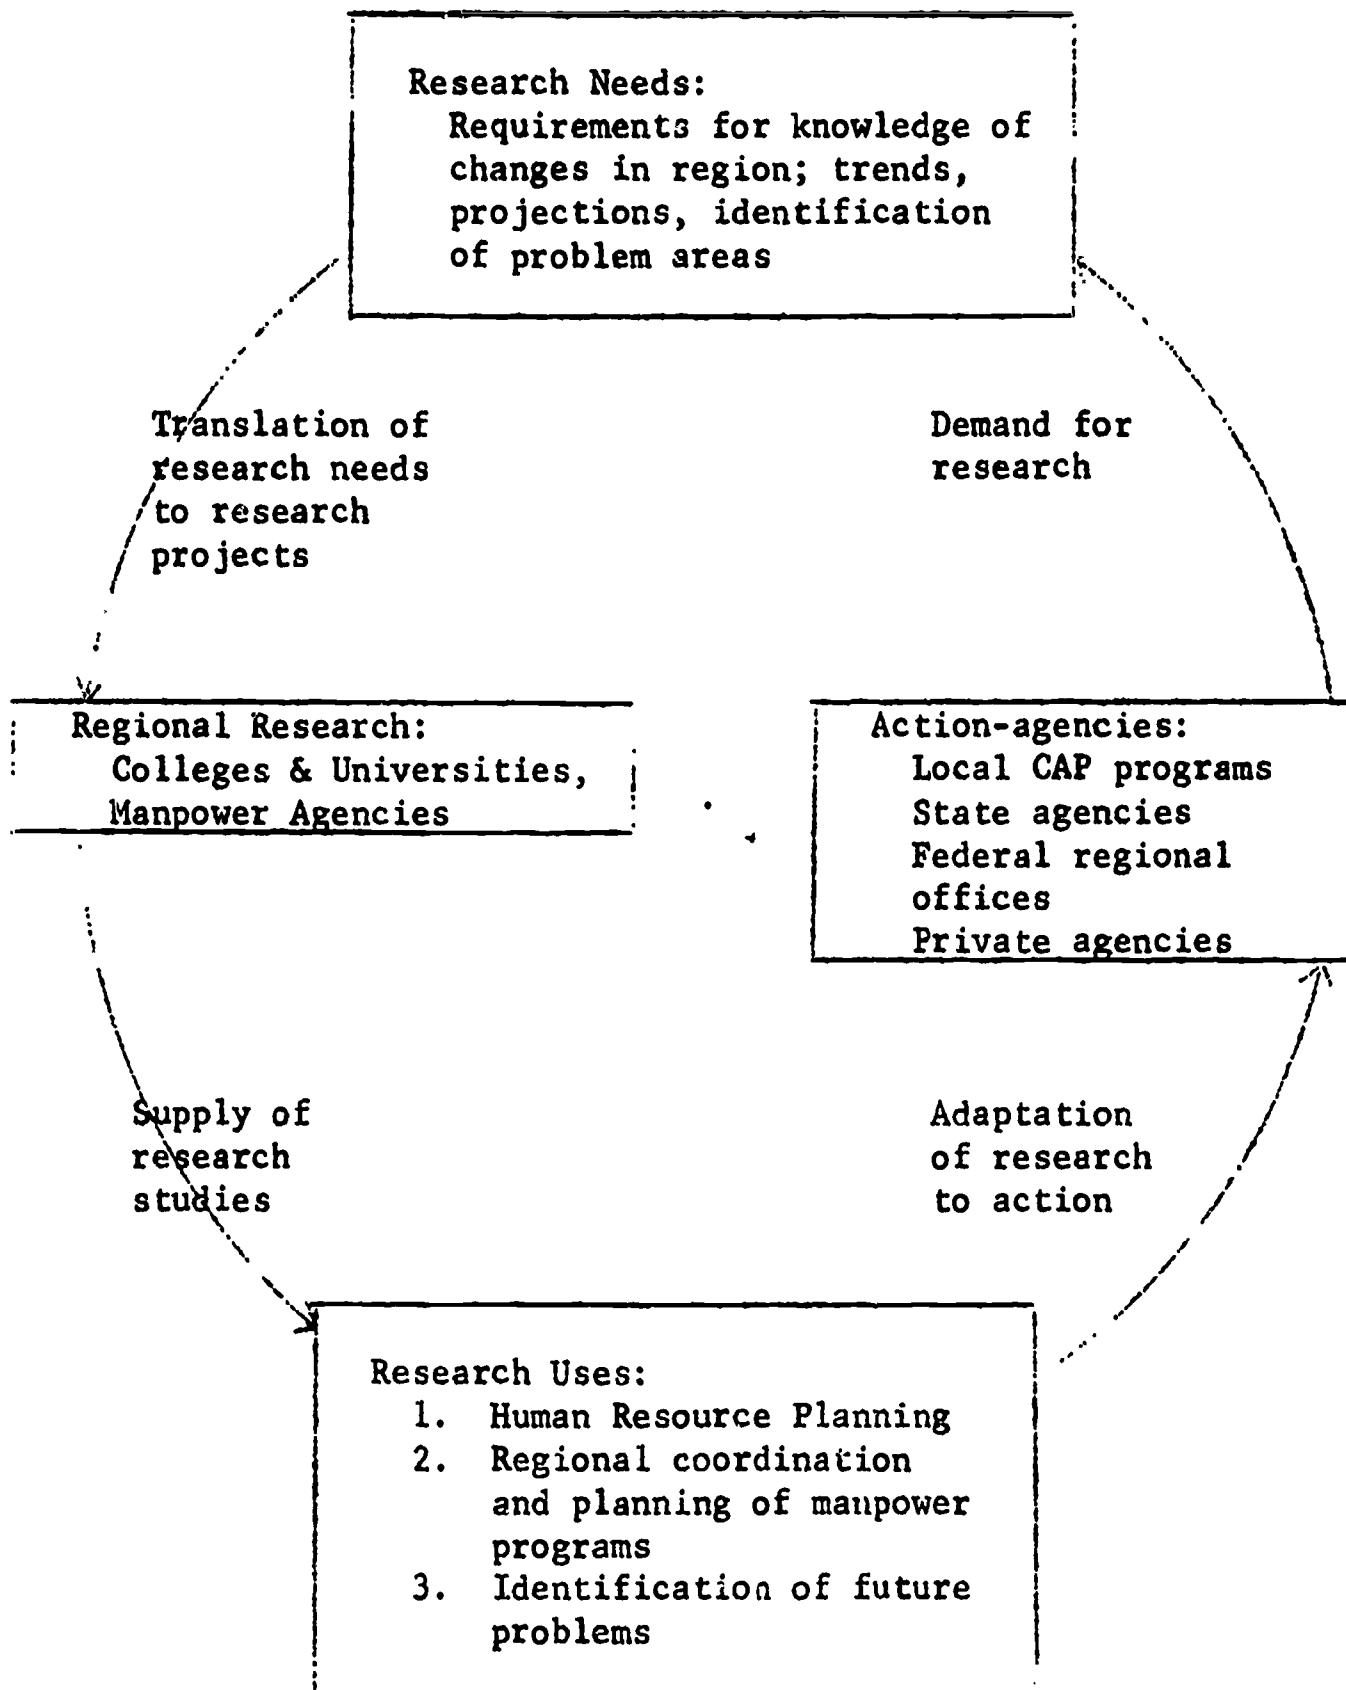 Research Needs:
Requirements for knowledge of
changes in region; trends,
projections, identification
of problem areas
Translation of
research needs
to research
projects
Demand for
research
Regional Research:
Colleges & Universities,
Manpower Agencies
Action-agencies:
Local CAP programs
State agencies
Federal regional
offices
Private agencies
Supply of
research
studies
Adaptation
of research
to action
Research Uses:
1. Human Resource Planning
2. Regional coordination
and planning of manpower
programs
3. Identification of future
problems